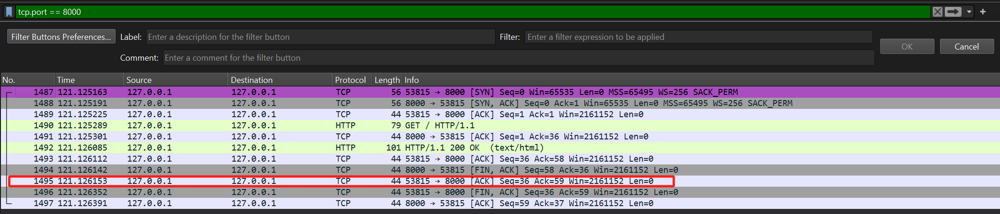 tcp.port == 8000
Filter Buttons Preferences... Label: Enter a description for the filter button Filter: Enter a filter expression to be applied OK Cancel
Comment: Enter a comment for the filter button
No. Time Source Destination Protocol Length Info
1487 121.125163 127.0.0.1 127.0.0.1 TCP 56 53815 → 8000 [SYN] Seq=0 Win=65535 Len=0 MSS=65495 WS=256 SACK_PERM
1488 121.125191 127.0.0.1 127.0.0.1 TCP 56 8000 → 53815 [SYN, ACK] Seq=0 Ack=1 Win=65535 Len=0 MSS=65495 WS=256 SACK_PERM
1489 121.125225 127.0.0.1 127.0.0.1 TCP 44 53815 → 8000 [ACK] Seq=1 Ack=1 Win=2161152 Len=0
1490 121.125289 127.0.0.1 127.0.0.1 HTTP 79 GET / HTTP/1.1
1491 121.125301 127.0.0.1 127.0.0.1 TCP 44 8000 → 53815 [ACK] Seq=1 Ack=36 Win=2161152 Len=0
1492 121.126085 127.0.0.1 127.0.0.1 HTTP 101 HTTP/1.1 200 OK (text/html)
1493 121.126112 127.0.0.1 127.0.0.1 TCP 44 53815 → 8000 [ACK] Seq=36 Ack=58 Win=2161152 Len=0
1494 121.126142 127.0.0.1 127.0.0.1 TCP 44 8000 → 53815 [FIN, ACK] Seq=58 Ack=36 Win=2161152 Len=0
1495 121.126153 127.0.0.1 127.0.0.1 TCP 44 53815 → 8000 [ACK] Seq=36 Ack=59 Win=2161152 Len=0
1496 121.126352 127.0.0.1 127.0.0.1 TCP 44 53815 → 8000 [FIN, ACK] Seq=36 Ack=59 Win=2161152 Len=0
1497 121.126391 127.0.0.1 127.0.0.1 TCP 44 8000 → 53815 [ACK] Seq=59 Ack=37 Win=2161152 Len=0